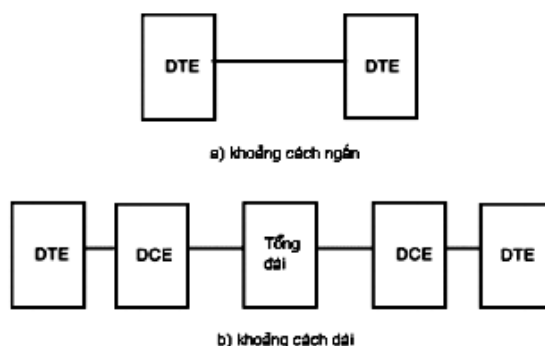 DTE DTE
a) khoảng cách ngắn
DTE DCE Tổng đài DCE DTE
b) khoảng cách dài